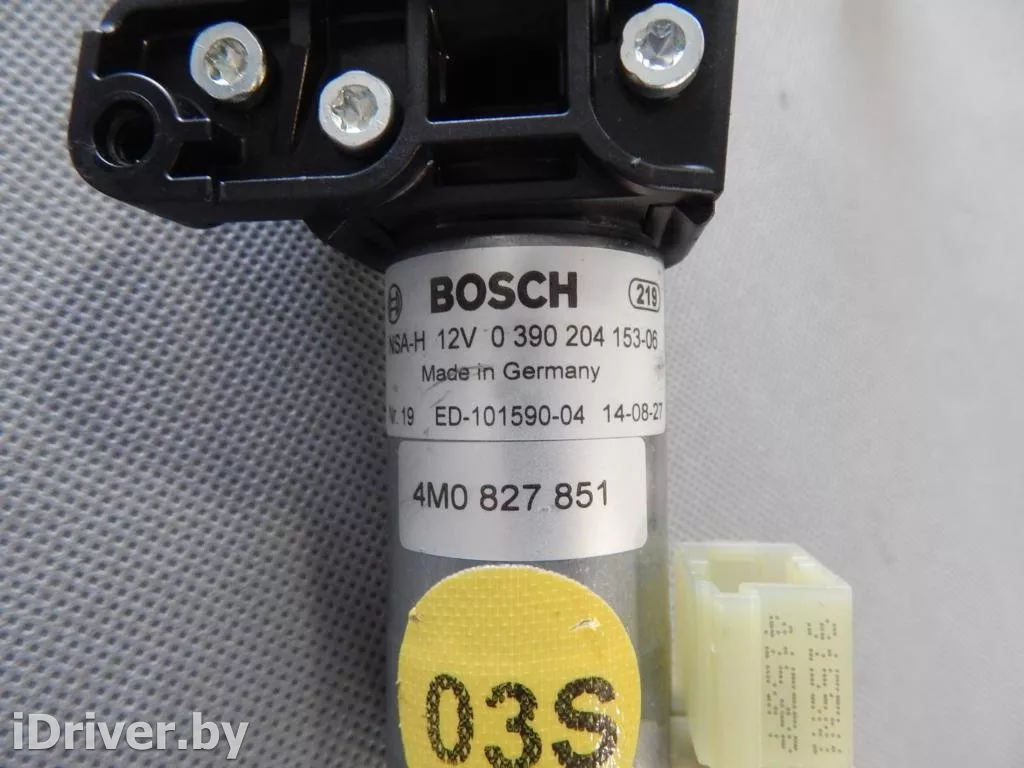 BOSCH 219
NSA-H 12V 0 390 204 153-06
Made in Germany
Nr. 19 ED-101590-04 14-08-27
4M0 827 851
03S
iDriver.by